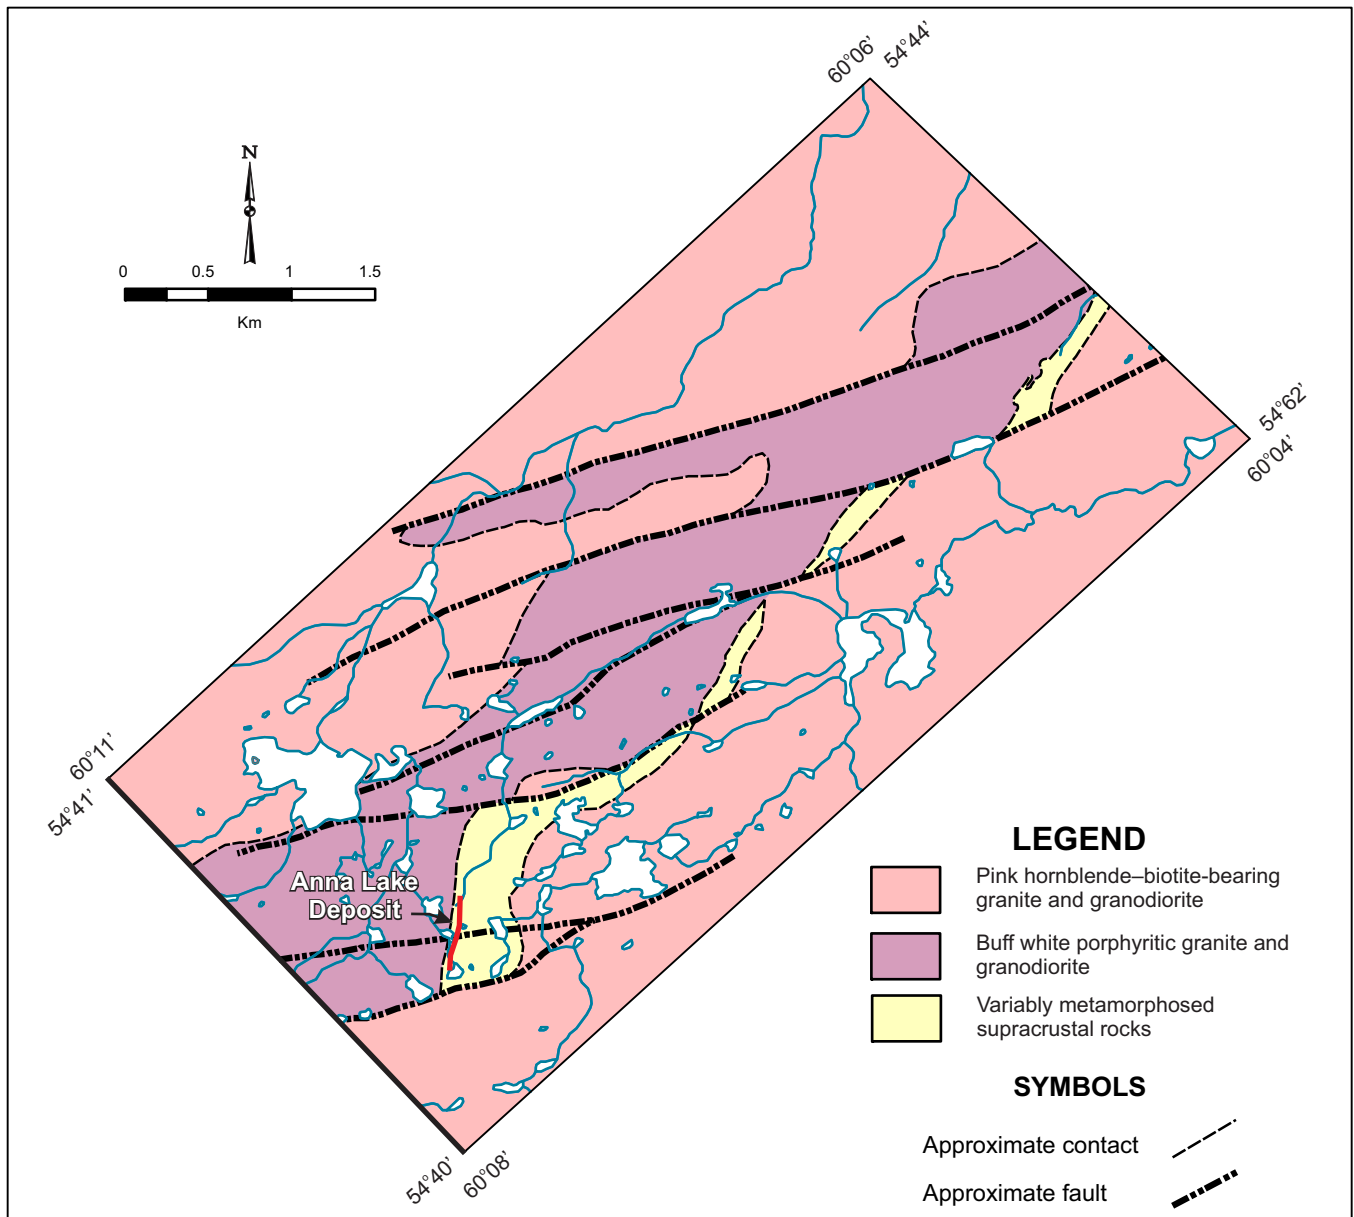 60°06'
54°44'
N
0 0.5 1 1.5
Km
54°62'
60°04'
60°11'
54°41'
Anna Lake
Deposit
54°40'
60°08'
LEGEND
Pink hornblende–biotite-bearing
granite and granodiorite
Buff white porphyritic granite and
granodiorite
Variably metamorphosed
supracrustal rocks
SYMBOLS
Approximate contact
Approximate fault